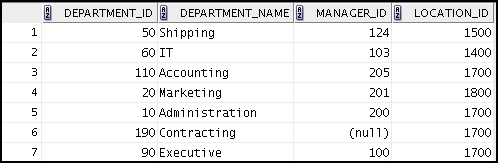 DEPARTMENT_ID DEPARTMENT_NAME MANAGER_ID LOCATION_ID
1 50 Shipping 124 1500
2 60 IT 103 1400
3 110 Accounting 205 1700
4 20 Marketing 201 1800
5 10 Administration 200 1700
6 190 Contracting (null) 1700
7 90 Executive 100 1700